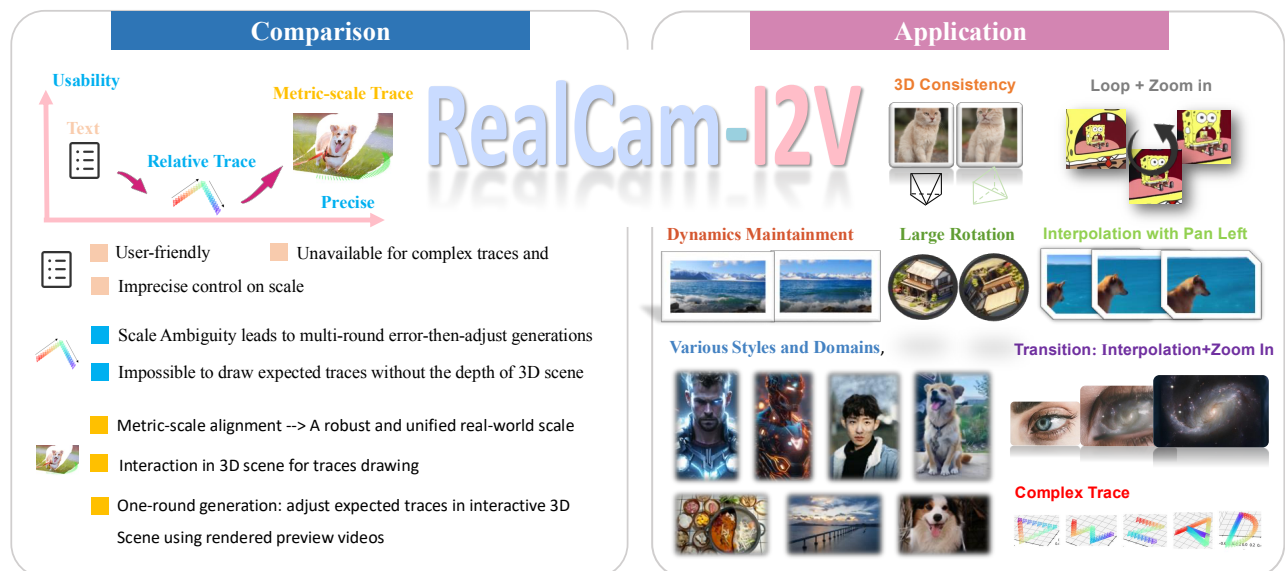 Comparison
Usability
Text
Relative Trace
Metric-scale Trace
Precise
RealCam-I2V
User-friendly
Unavailable for complex traces and
Imprecise control on scale
Scale Ambiguity leads to multi-round error-then-adjust generations
Impossible to draw expected traces without the depth of 3D scene
Metric-scale alignment --> A robust and unified real-world scale
Interaction in 3D scene for traces drawing
One-round generation: adjust expected traces in interactive 3D
Scene using rendered preview videos
Application
3D Consistency
Loop + Zoom in
Dynamics Maintainment
Large Rotation
Interpolation with Pan Left
Various Styles and Domains,
Transition: Interpolation+Zoom In
Complex Trace